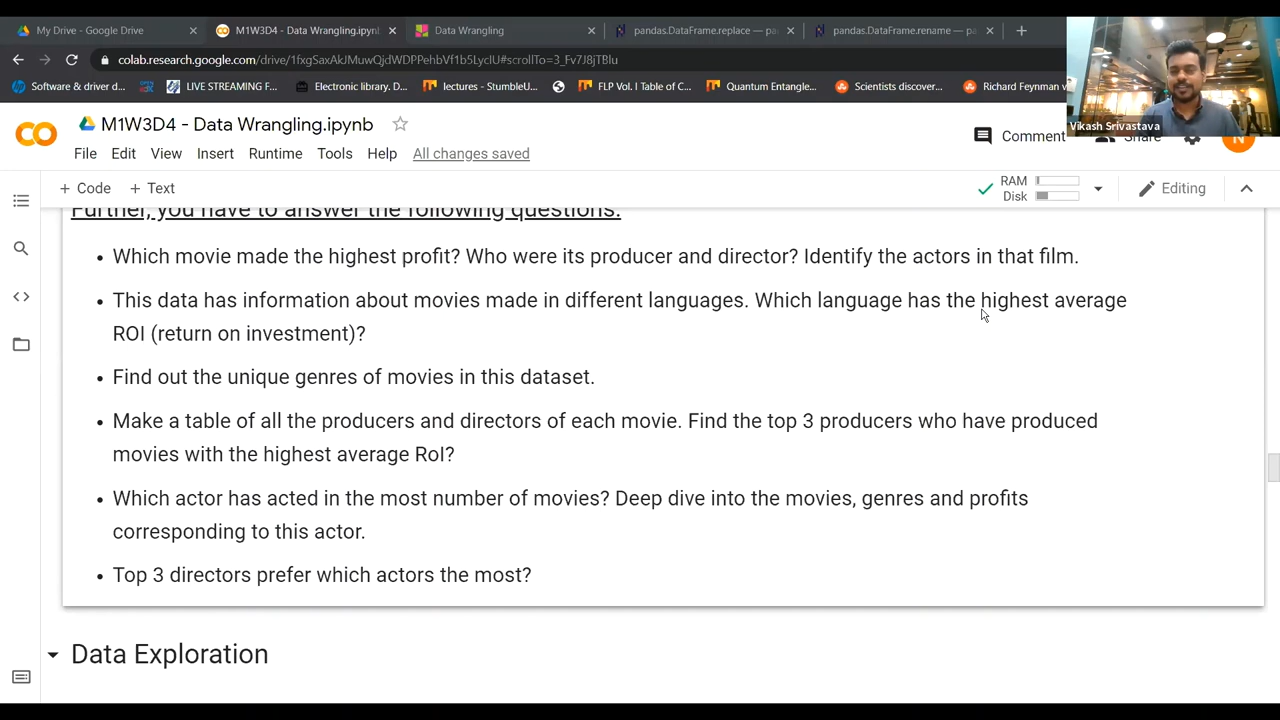 My Drive - Google Drive
M1W3D4 - Data Wrangling.ipynb
Data Wrangling
pandas.DataFrame.replace — pa
pandas.DataFrame.rename — pa
colab.research.google.com/drive/1fxgSaxAkJMuwQjdWDPPehbVf1b5LyclU#scrollTo=3_Fv7J8jTBlu
Software & driver d...
LIVE STREAMING F...
Electronic library. D...
lectures - StumbleU...
FLP Vol. I Table of C...
Quantum Entangle...
Scientists discover...
Richard Feynman v
Vikash Srivastava
CO
M1W3D4 - Data Wrangling.ipynb
Comment
Share
N
File Edit View Insert Runtime Tools Help All changes saved
+ Code + Text
RAM
Disk
Editing
Further, you have to answer the following questions:
• Which movie made the highest profit? Who were its producer and director? Identify the actors in that film.
• This data has information about movies made in different languages. Which language has the highest average
ROI (return on investment)?
• Find out the unique genres of movies in this dataset.
• Make a table of all the producers and directors of each movie. Find the top 3 producers who have produced
movies with the highest average RoI?
• Which actor has acted in the most number of movies? Deep dive into the movies, genres and profits
corresponding to this actor.
• Top 3 directors prefer which actors the most?
Data Exploration